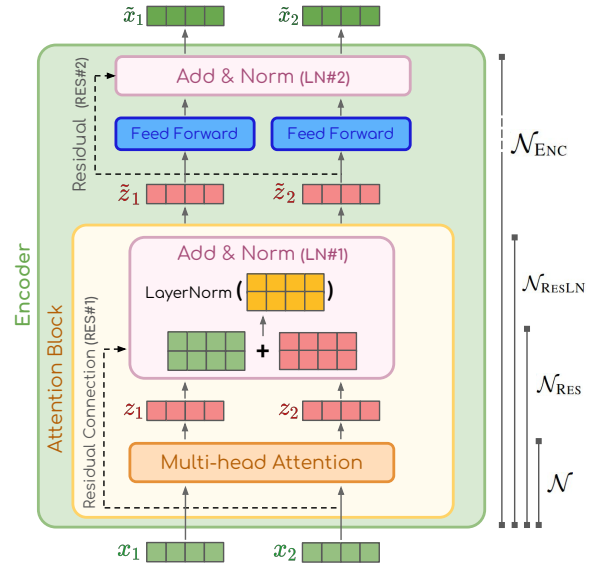 x̃₁
x̃₂
Add & Norm (LN#2)
Residual (RES#2)
Feed Forward
Feed Forward
z̃₁
z̃₂
Encoder
Attention Block
Residual Connection (RES#1)
Add & Norm (LN#1)
LayerNorm ( )
+
z₁
z₂
Multi-head Attention
x₁
x₂
𝒩ENC
𝒩RESLN
𝒩RES
𝒩